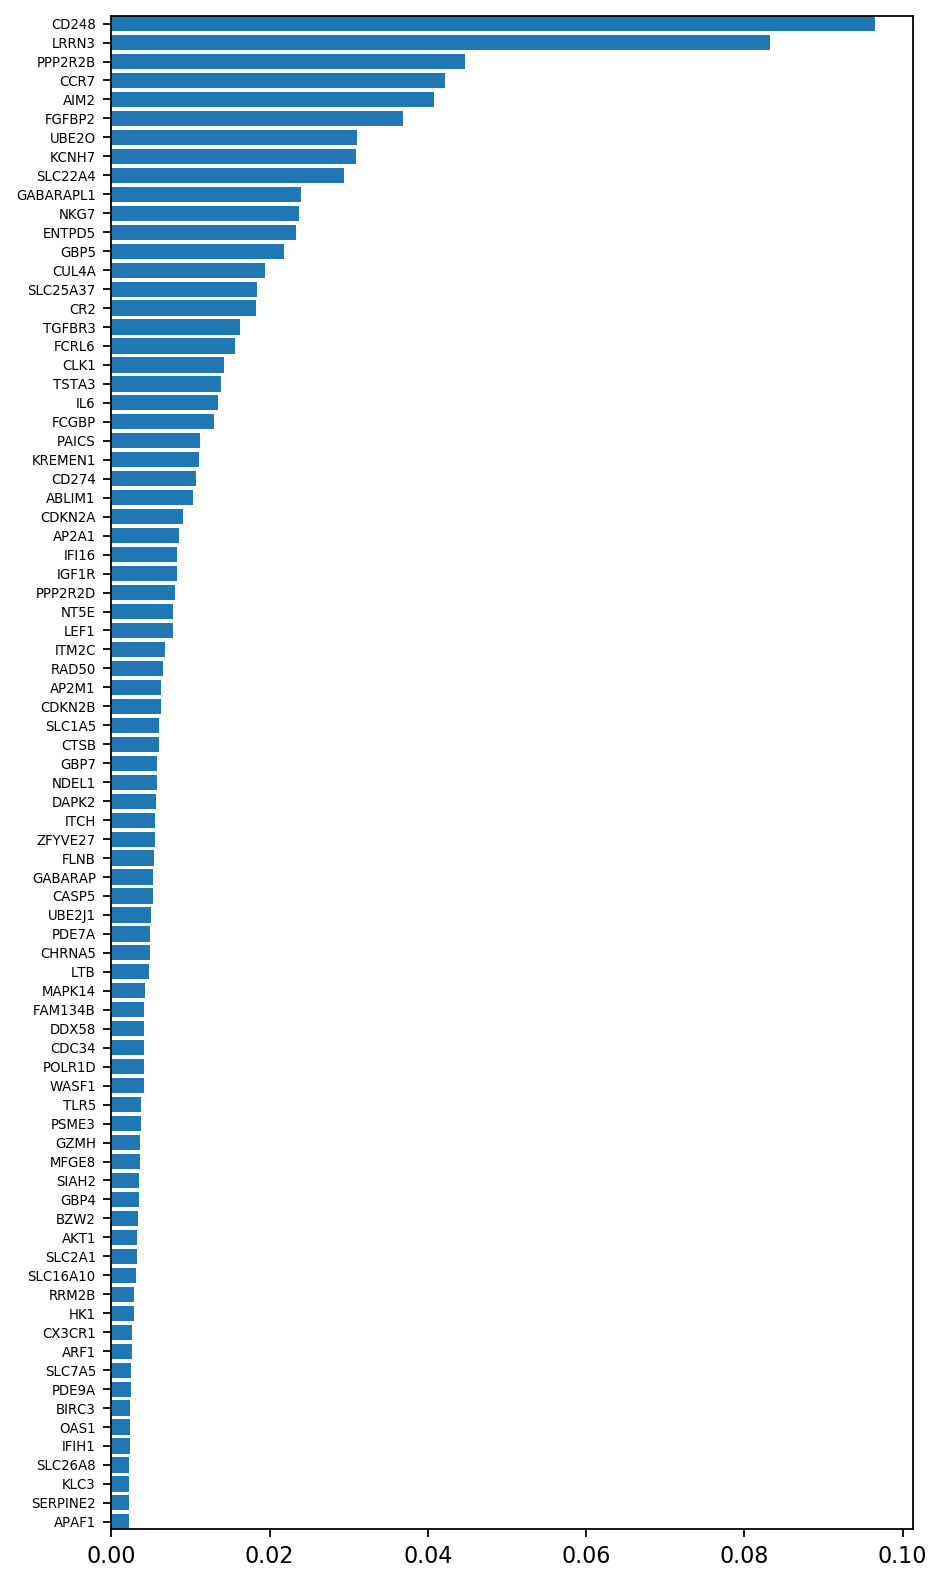 CD248
LRRN3
PPP2R2B
CCR7
AIM2
FGFBP2
UBE2O
KCNH7
SLC22A4
GABARAPL1
NKG7
ENTPD5
GBP5
CUL4A
SLC25A37
CR2
TGFBR3
FCRL6
CLK1
TSTA3
IL6
FCGBP
PAICS
KREMEN1
CD274
ABLIM1
CDKN2A
AP2A1
IFI16
IGF1R
PPP2R2D
NT5E
LEF1
ITM2C
RAD50
AP2M1
CDKN2B
SLC1A5
CTSB
GBP7
NDEL1
DAPK2
ITCH
ZFYVE27
FLNB
GABARAP
CASP5
UBE2J1
PDE7A
CHRNA5
LTB
MAPK14
FAM134B
DDX58
CDC34
POLR1D
WASF1
TLR5
PSME3
GZMH
MFGE8
SIAH2
GBP4
BZW2
AKT1
SLC2A1
SLC16A10
RRM2B
HK1
CX3CR1
ARF1
SLC7A5
PDE9A
BIRC3
OAS1
IFIH1
SLC26A8
KLC3
SERPINE2
APAF1
0.00 0.02 0.04 0.06 0.08 0.10